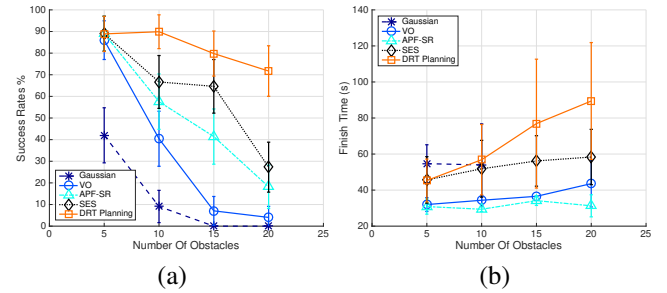 100
90
80
70
60
50
40
30
20
10
0
Success Rates %
Gaussian
VO
APF-SR
SES
DRT Planning
0 5 10 15 20 25
Number Of Obstacles
(a)
140
120
100
80
60
40
20
Finish Time (s)
Gaussian
VO
APF-SR
SES
DRT Planning
0 5 10 15 20 25
Number Of Obstacles
(b)